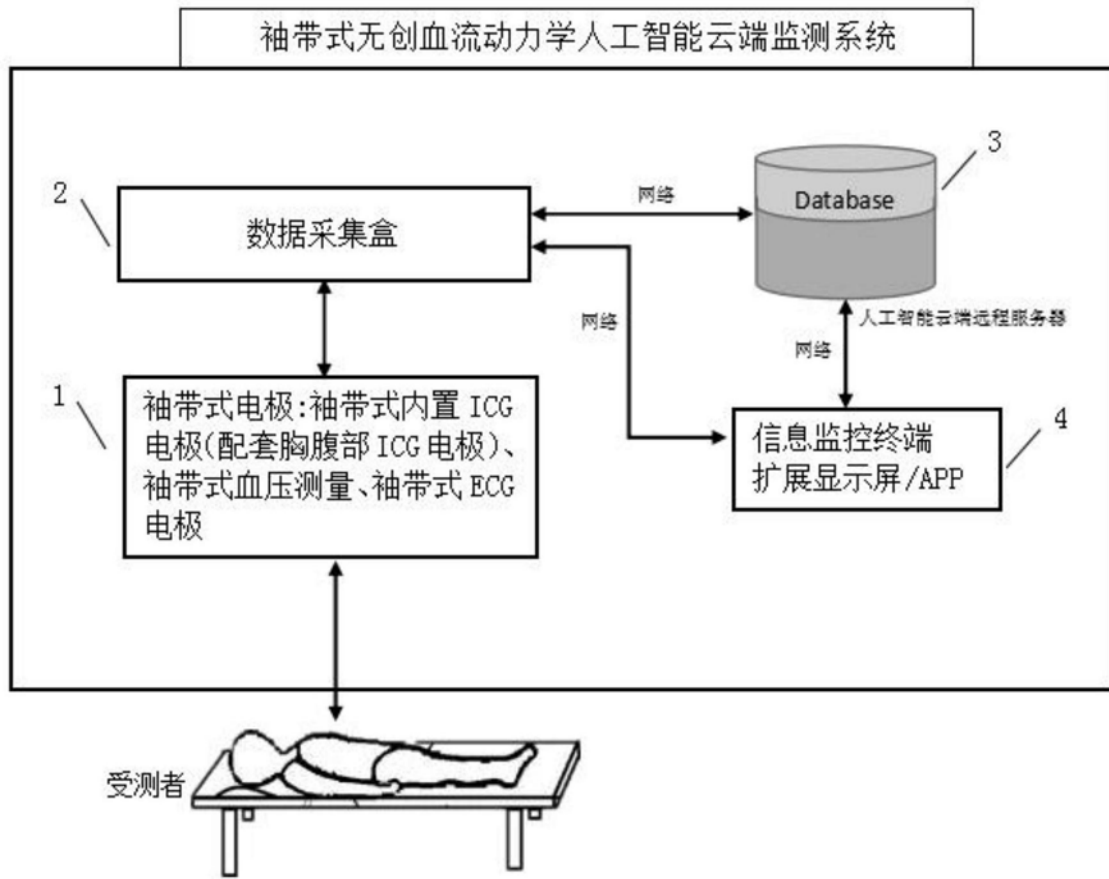 袖带式无创血流动力学人工智能云端监测系统
3
2
网络
Database
数据采集盒
人工智能云端远程服务器
网络
网络
1
袖带式电极:袖带式内置 ICG
电极(配套胸腹部 ICG 电极)、
袖带式血压测量、袖带式 ECG
电极
4
信息监控终端
扩展显示屏/APP
受测者